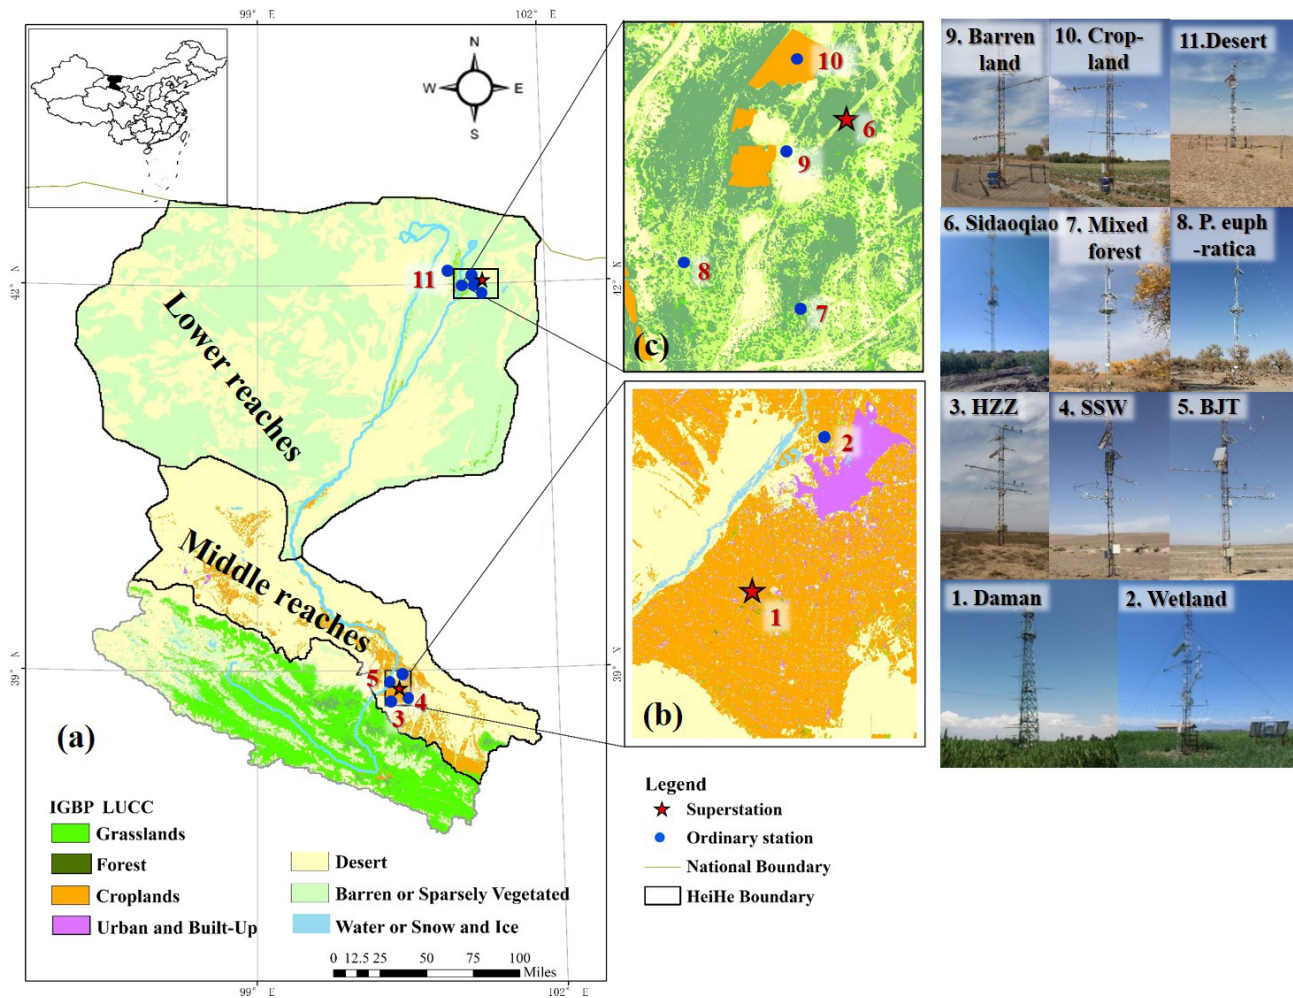 99° E
102° E
N
W
E
S
42° N
11
Lower reaches
Middle reaches
39° N
5
4
3
(a)
IGBP LUCC
Grasslands
Forest
Croplands
Urban and Built-Up
Desert
Barren or Sparsely Vegetated
Water or Snow and Ice
0 12.5 25 50 75 100
Miles
99° E
102° E
10
6
9
8
7
(c)
42° N
2
1
(b)
39° N
Legend
Superstation
Ordinary station
National Boundary
HeiHe Boundary
9. Barren
land
10. Crop-
land
11.Desert
6. Sidaoqiao
7. Mixed
forest
8. P. euph
-ratica
3. HZZ
4. SSW
5. BJT
1. Daman
2. Wetland